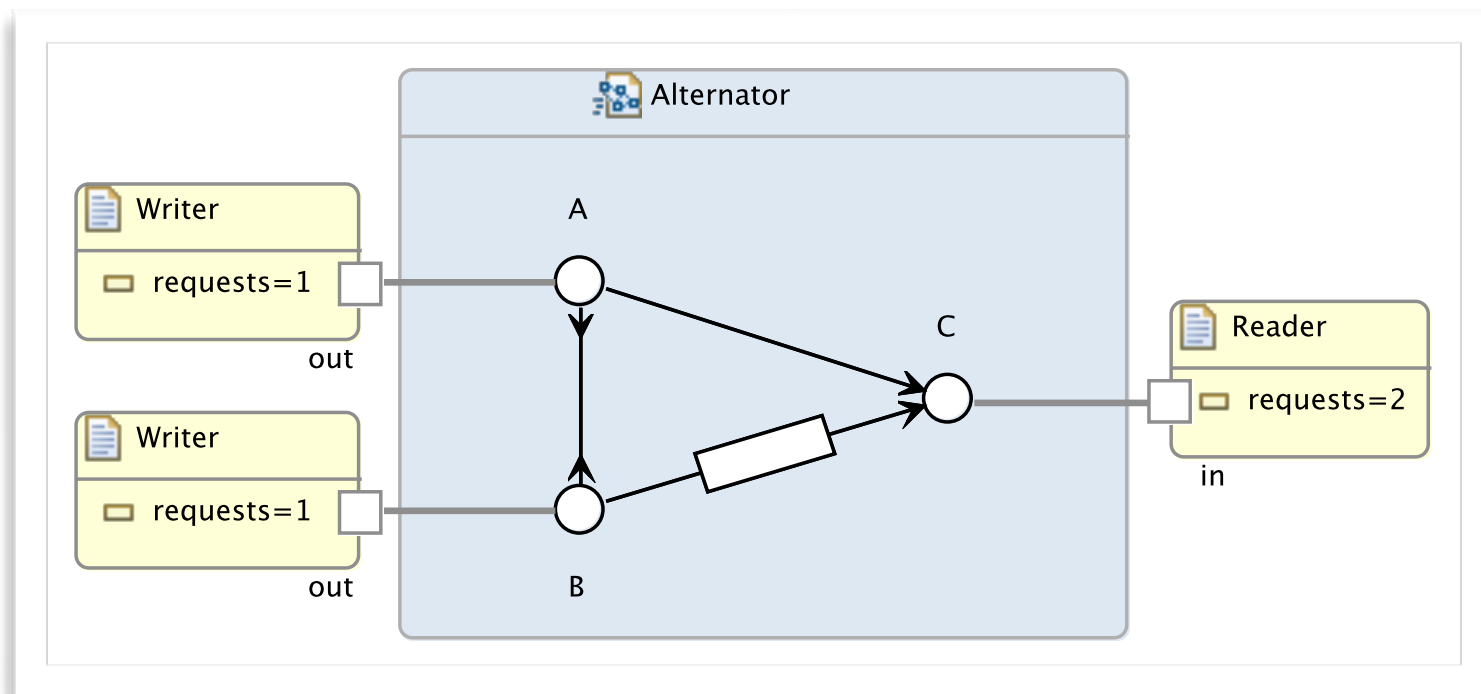 Alternator
Writer
requests=1
out
A
Writer
requests=1
out
B
C
Reader
requests=2
in